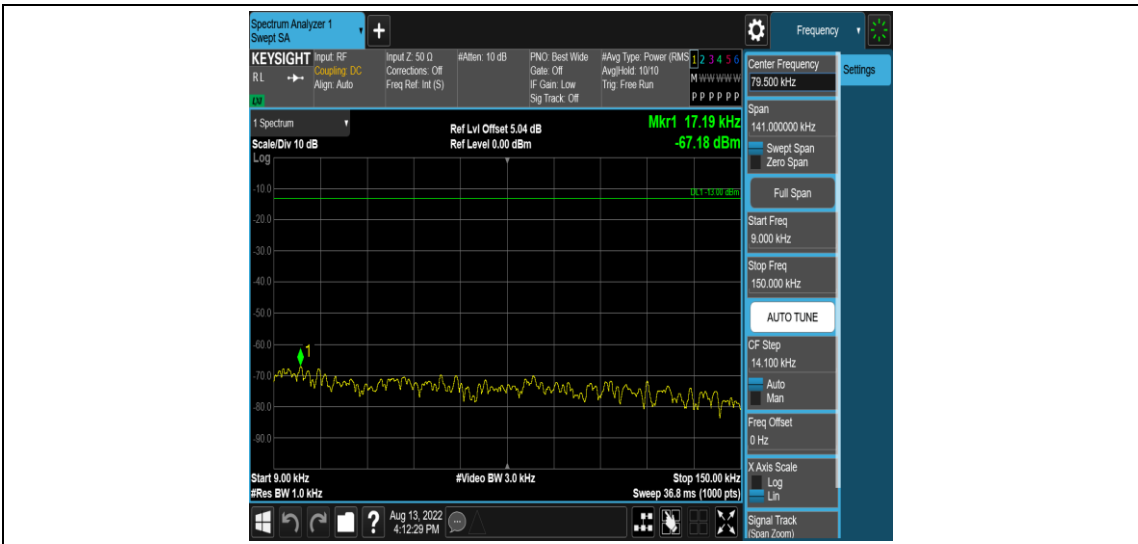 Spectrum Analyzer 1
Swept SA
+
Frequency
KEYSIGHT
RL
LXI
Input: RF
Coupling: DC
Align: Auto
Input Z: 50 Ω
Corrections: Off
Freq Ref: Int (S)
#Atten: 10 dB
PNO: Best Wide
Gate: Off
IF Gain: Low
Sig Track: Off
#Avg Type: Power (RMS
Avg|Hold: 10/10
Trig: Free Run
1 2 3 4 5 6
M W W W W W
P P P P P P
1 Spectrum
Scale/Div 10 dB
Log
Ref Lvl Offset 5.04 dB
Ref Level 0.00 dBm
Mkr1 17.19 kHz
-67.18 dBm
DL1 -13.00 dBm
-10.0
-20.0
-30.0
-40.0
-50.0
-60.0
-70.0
-80.0
-90.0
1
Start 9.00 kHz
#Res BW 1.0 kHz
#Video BW 3.0 kHz
Stop 150.00 kHz
Sweep 36.8 ms (1000 pts)
?
Aug 13, 2022
4:12:29 PM
Center Frequency
79.500 kHz
Settings
Span
141.000000 kHz
Swept Span
Zero Span
Full Span
Start Freq
9.000 kHz
Stop Freq
150.000 kHz
AUTO TUNE
CF Step
14.100 kHz
Auto
Man
Freq Offset
0 Hz
X Axis Scale
Log
Lin
Signal Track
(Span Zoom)